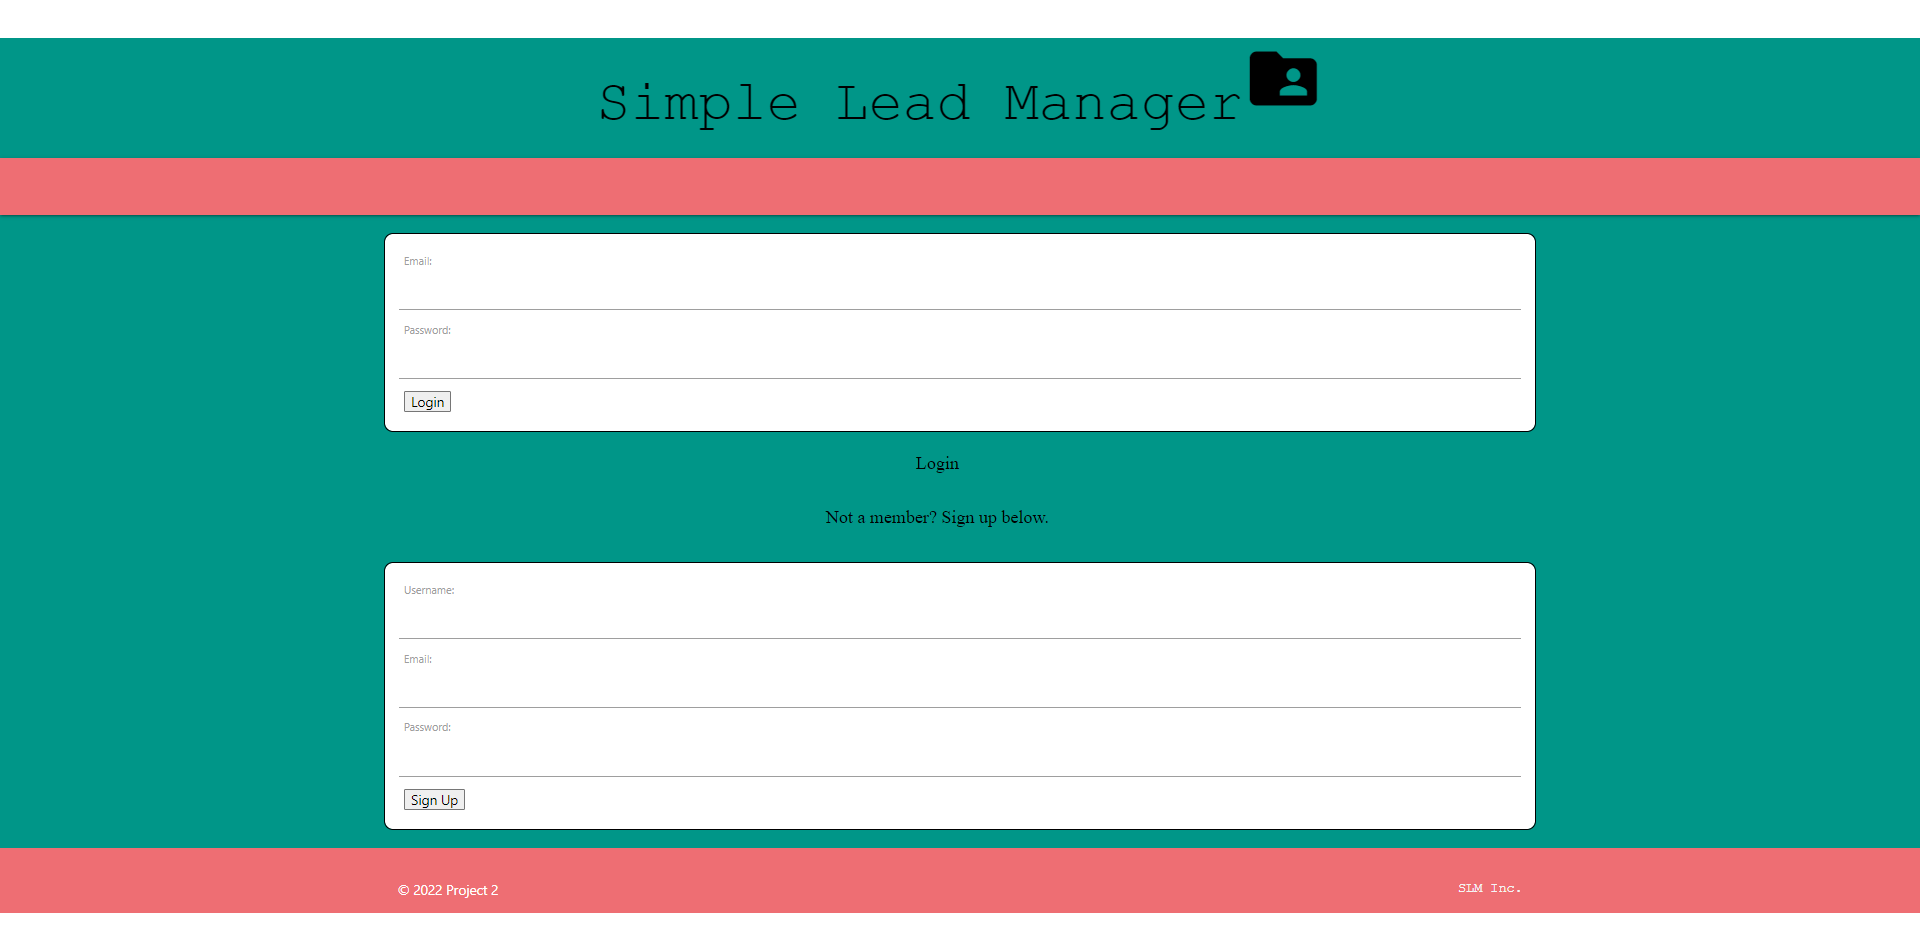 Simple Lead Manager
Email:
Password:
Login
Login
Not a member? Sign up below.
Username:
Email:
Password:
Sign Up
© 2022 Project 2
SLM Inc.